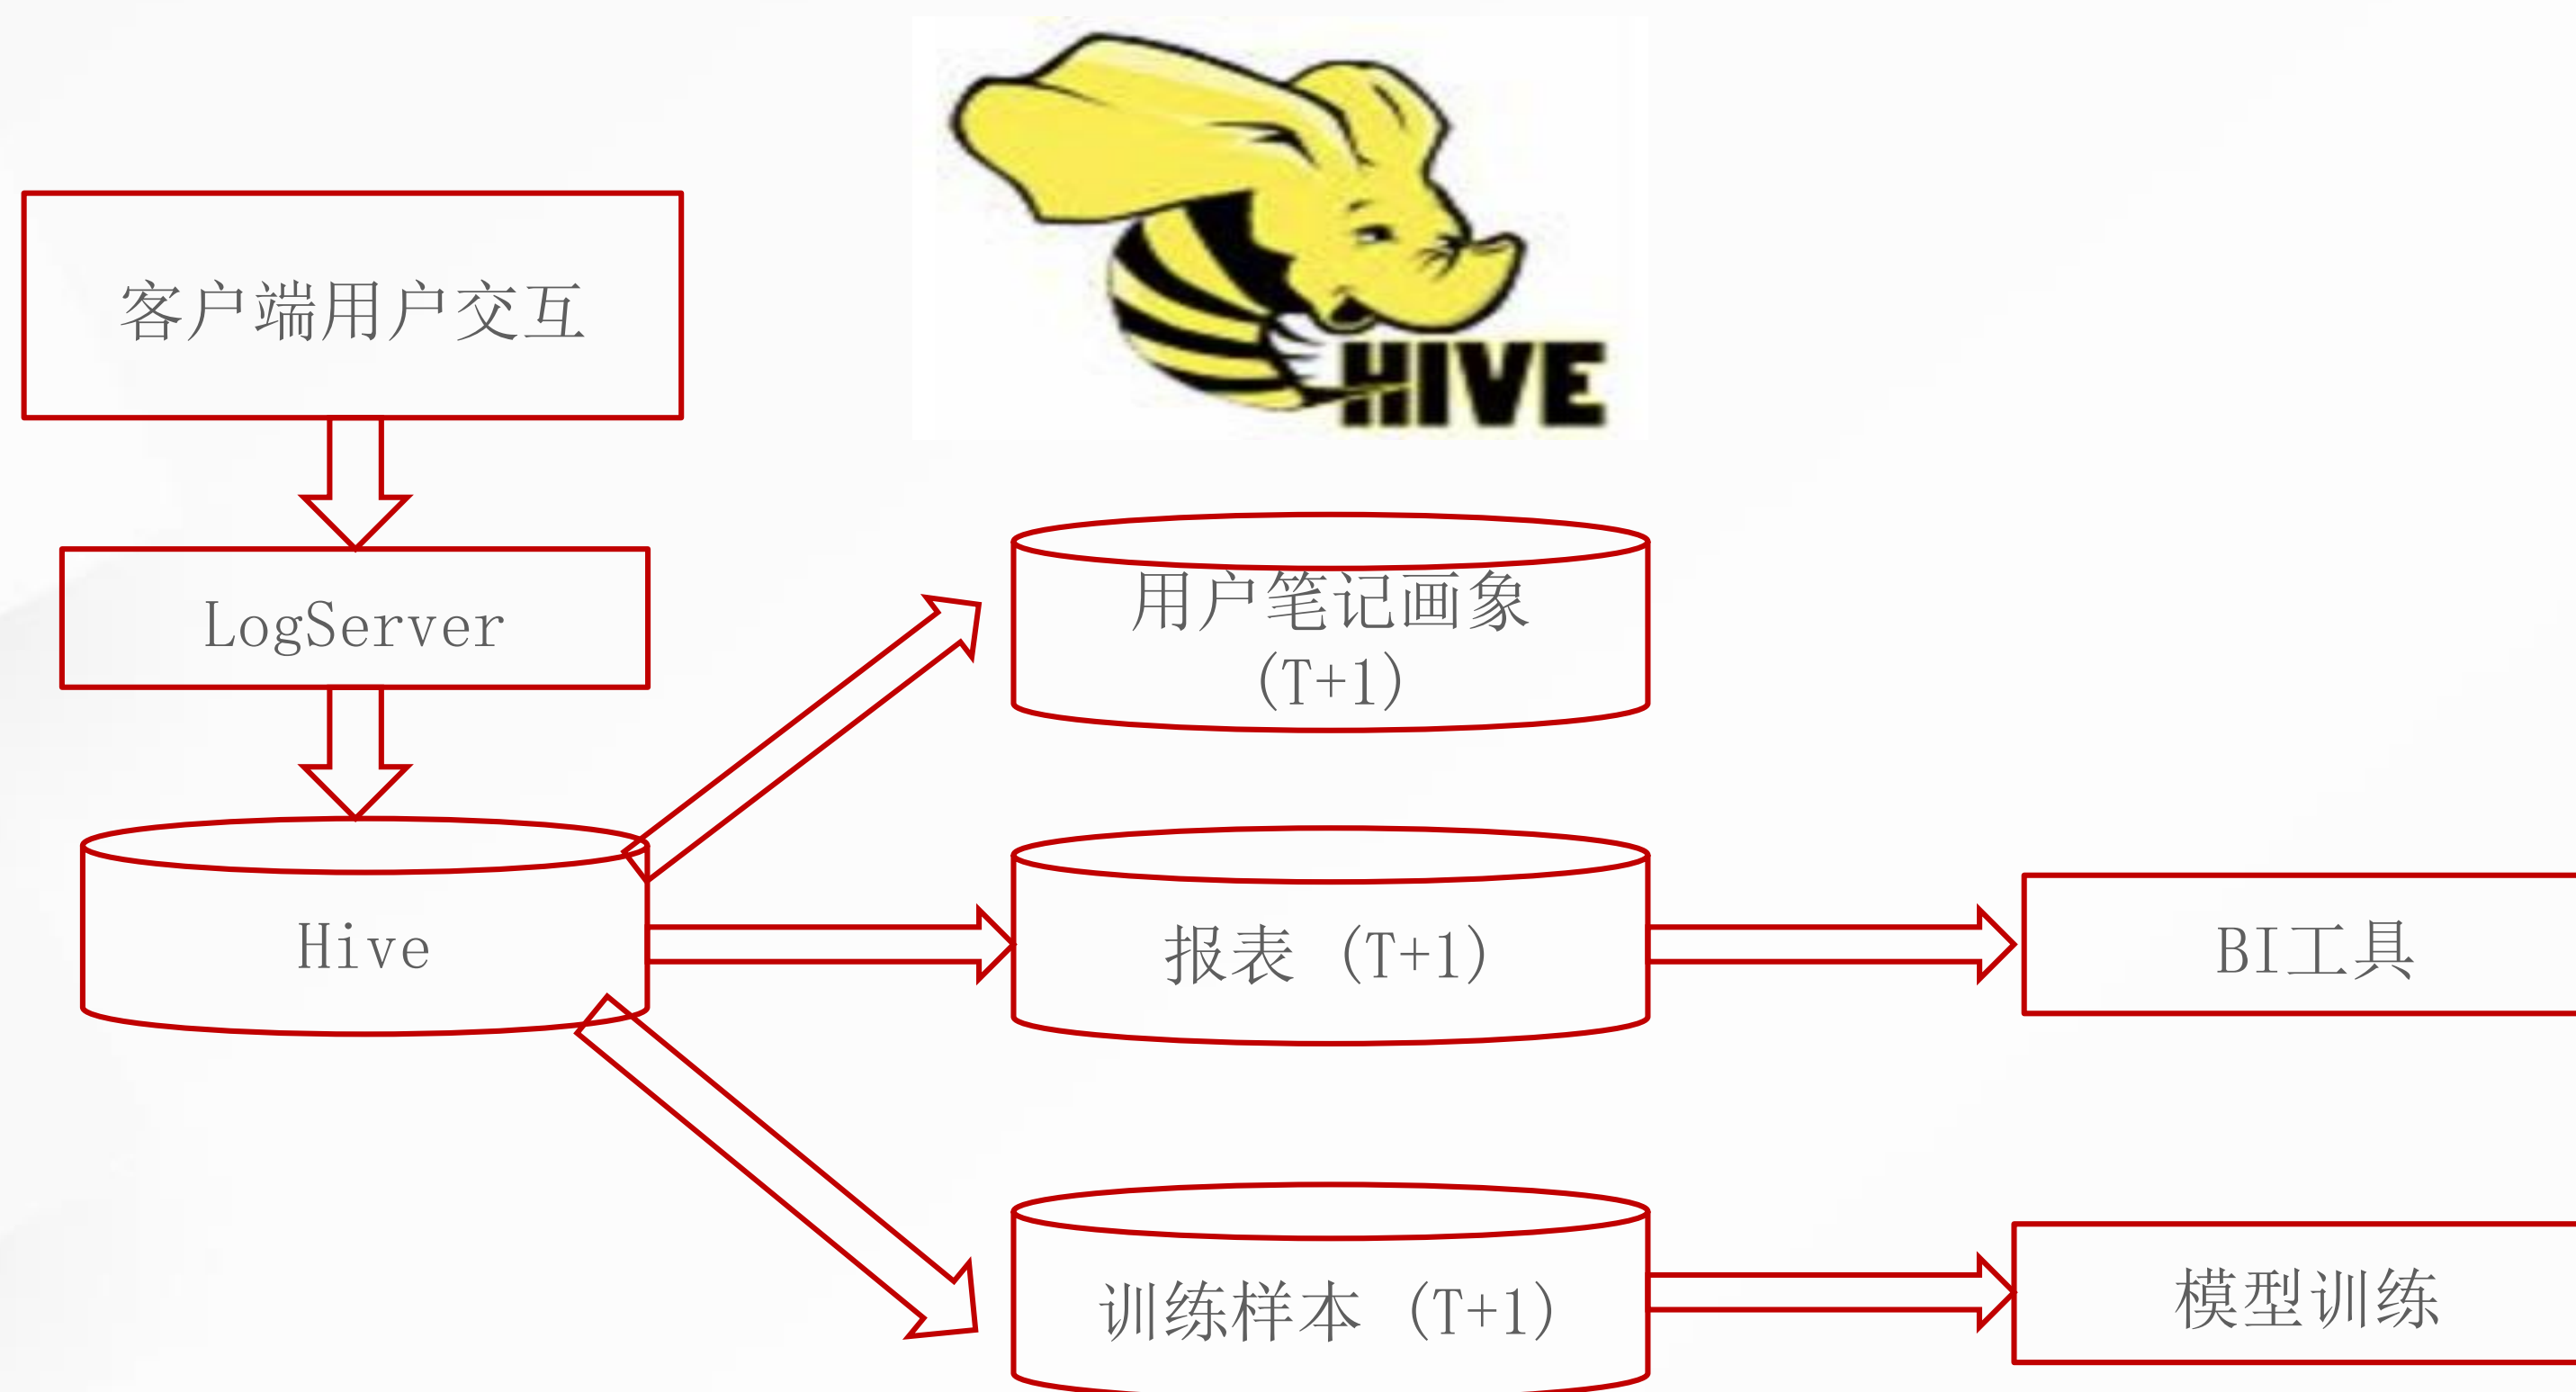 HIVE
客户端用户交互
LogServer
Hive
用户笔记画象
(T+1)
报表 (T+1)
BI工具
训练样本 (T+1)
模型训练